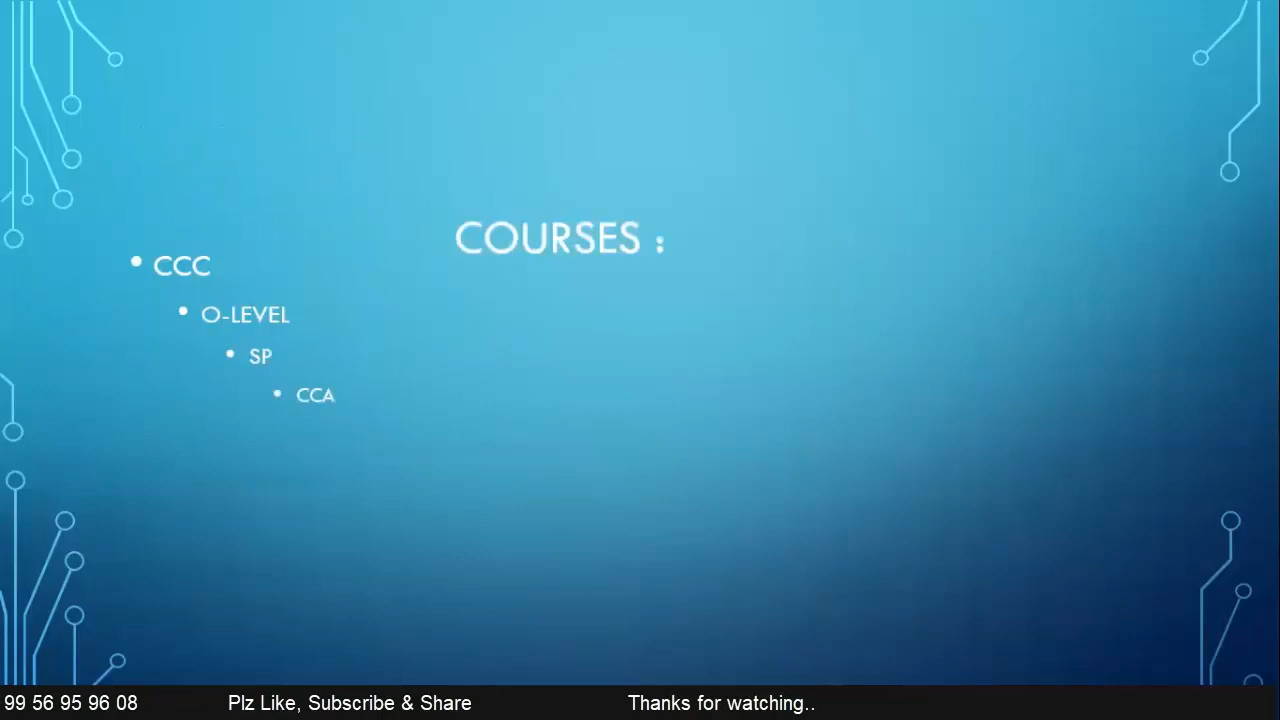 COURSES :
• CCC
• O-LEVEL
• SP
• CCA
99 56 95 96 08 Plz Like, Subscribe & Share Thanks for watching..